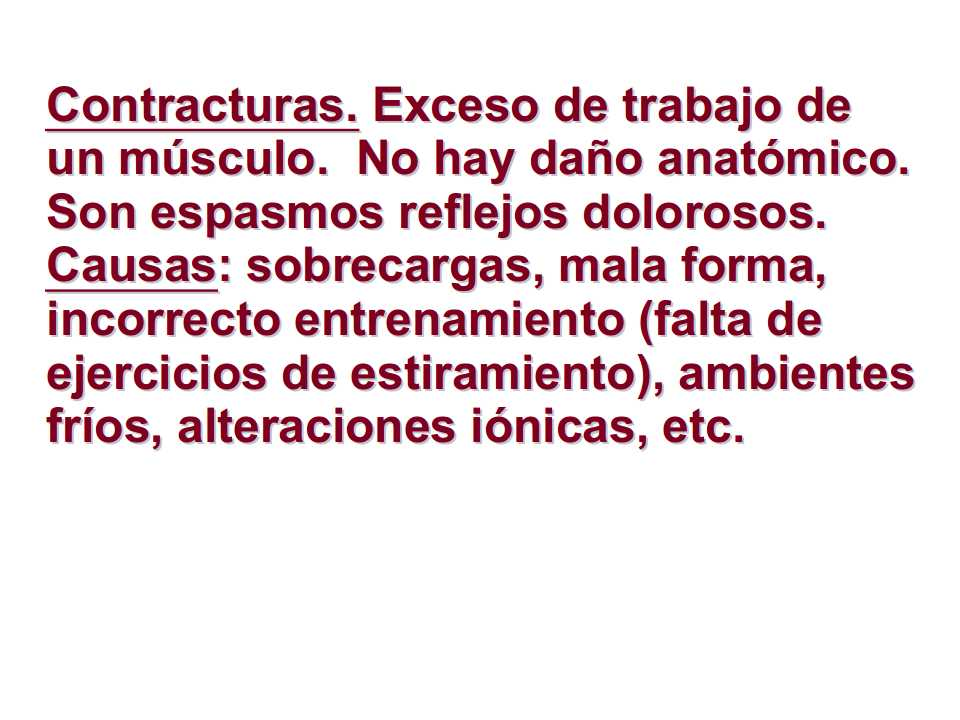 Contracturas. Exceso de trabajo de
un músculo.  No hay daño anatómico.
Son espasmos reflejos dolorosos.
Causas: sobrecargas, mala forma,
incorrecto entrenamiento (falta de
ejercicios de estiramiento), ambientes
fríos, alteraciones iónicas, etc.